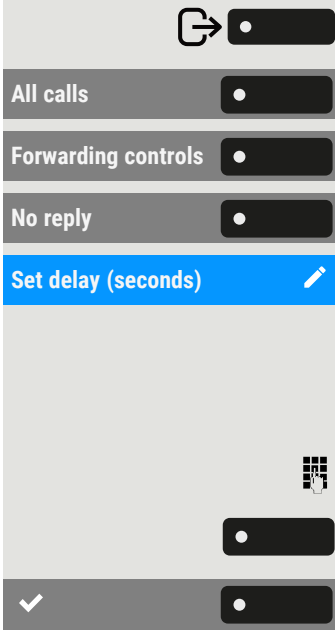 All calls
Forwarding controls
No reply
Set delay (seconds)